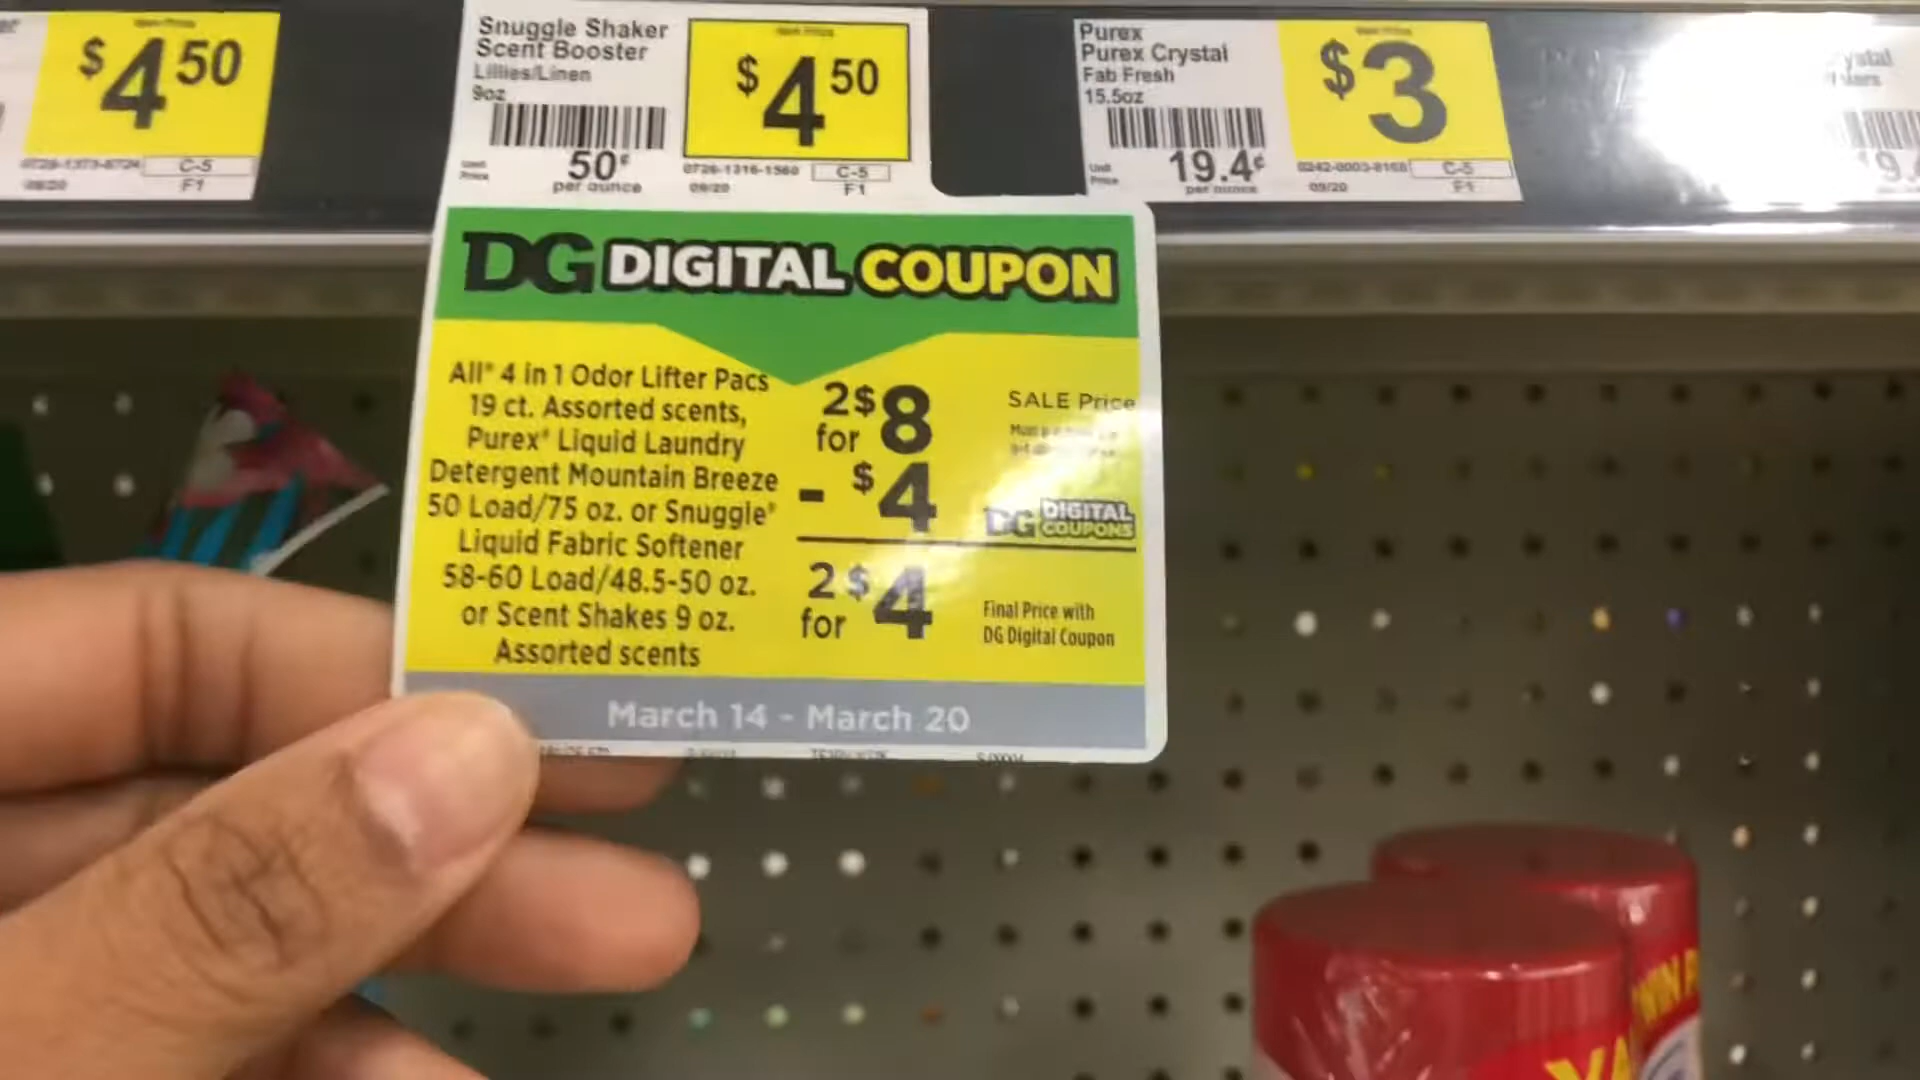 $4 50
C-5
F1
Snuggle Shaker
Scent Booster
Lillies/Linen
9oz
50¢
per ounce
$4 50
C-5
F1
Purex
Purex Crystal
Fab Fresh
15.5oz
19.4¢
per ounce
$3
09/20
C-5
F1
DG DIGITAL COUPON
All® 4 in 1 Odor Lifter Pacs
19 ct. Assorted scents,
Purex® Liquid Laundry
Detergent Mountain Breeze
50 Load/75 oz. or Snuggle®
Liquid Fabric Softener
58-60 Load/48.5-50 oz.
or Scent Shakes 9 oz.
Assorted scents
2 for $8
SALE Price
- $4
DG DIGITAL COUPONS
2 for $4
Final Price with
DG Digital Coupon
March 14 - March 20